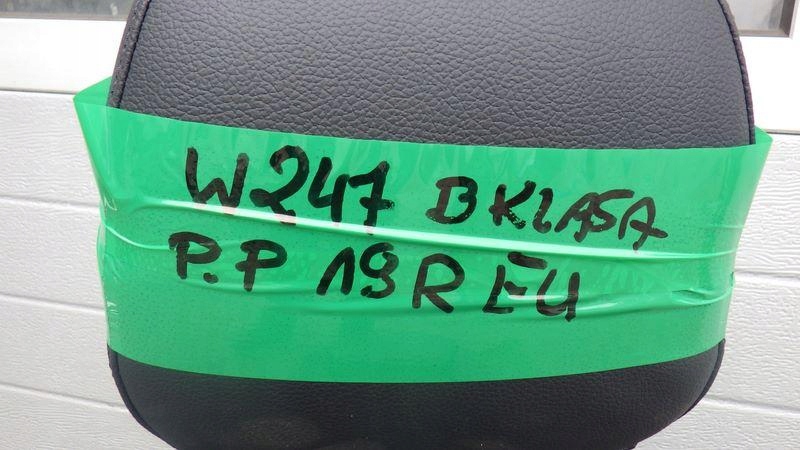 W247 B KLASA
P.P 19R EU